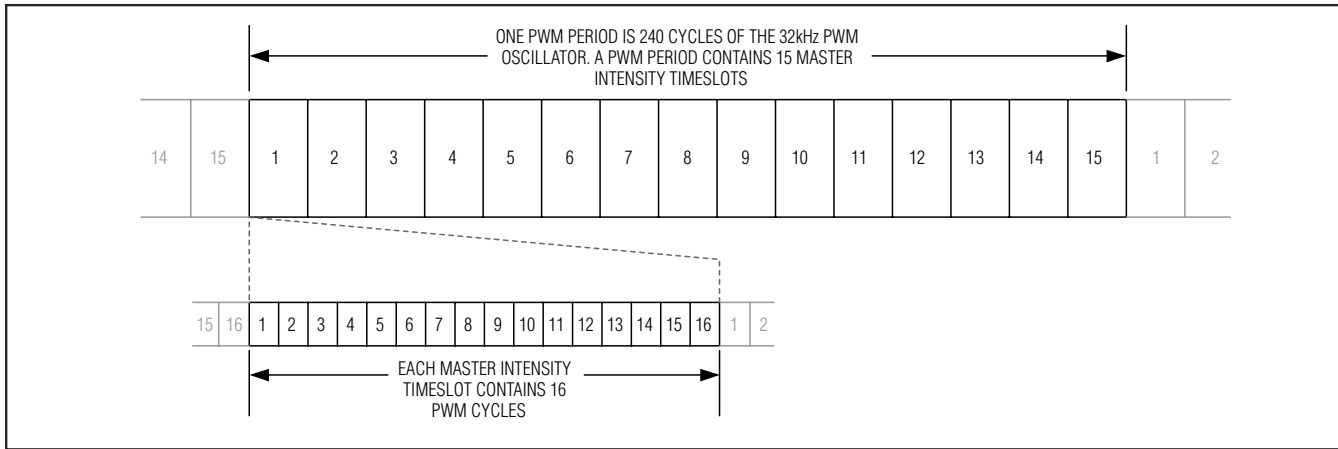 ONE PWM PERIOD IS 240 CYCLES OF THE 32kHz PWM
OSCILLATOR. A PWM PERIOD CONTAINS 15 MASTER
INTENSITY TIMESLOTS
14 15 1 2 3 4 5 6 7 8 9 10 11 12 13 14 15 1 2
15 16 1 2 3 4 5 6 7 8 9 10 11 12 13 14 15 16 1 2
EACH MASTER INTENSITY
TIMESLOT CONTAINS 16
PWM CYCLES